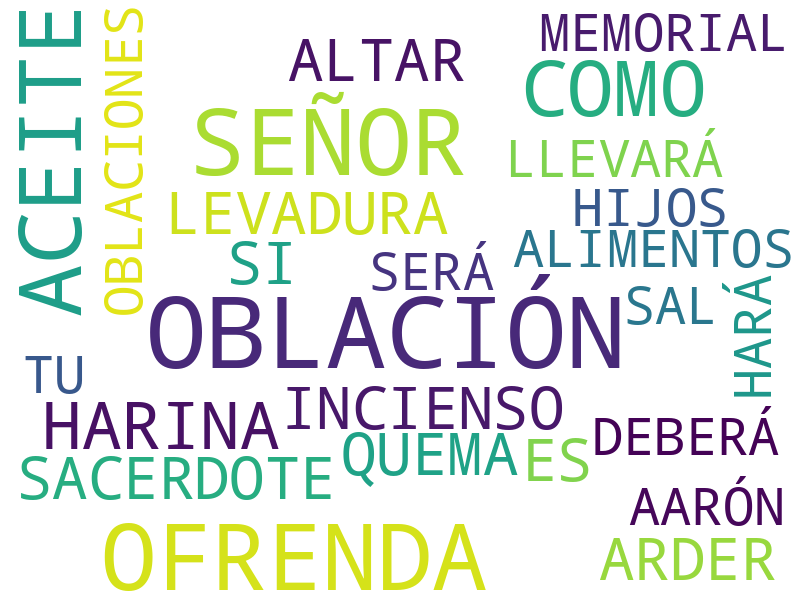 ACEITE
OBLACIONES
ALTAR
MEMORIAL
SEÑOR
COMO
LLEVARÁ
LEVADURA
HIJOS
SI
SERÁ
ALIMENTOS
OBLACIÓN
SAL
HARÁ
TU
HARINA
INCIENSO
DEBERÁ
SACERDOTE
QUEMA
ES
AARÓN
OFRENDA
ARDER